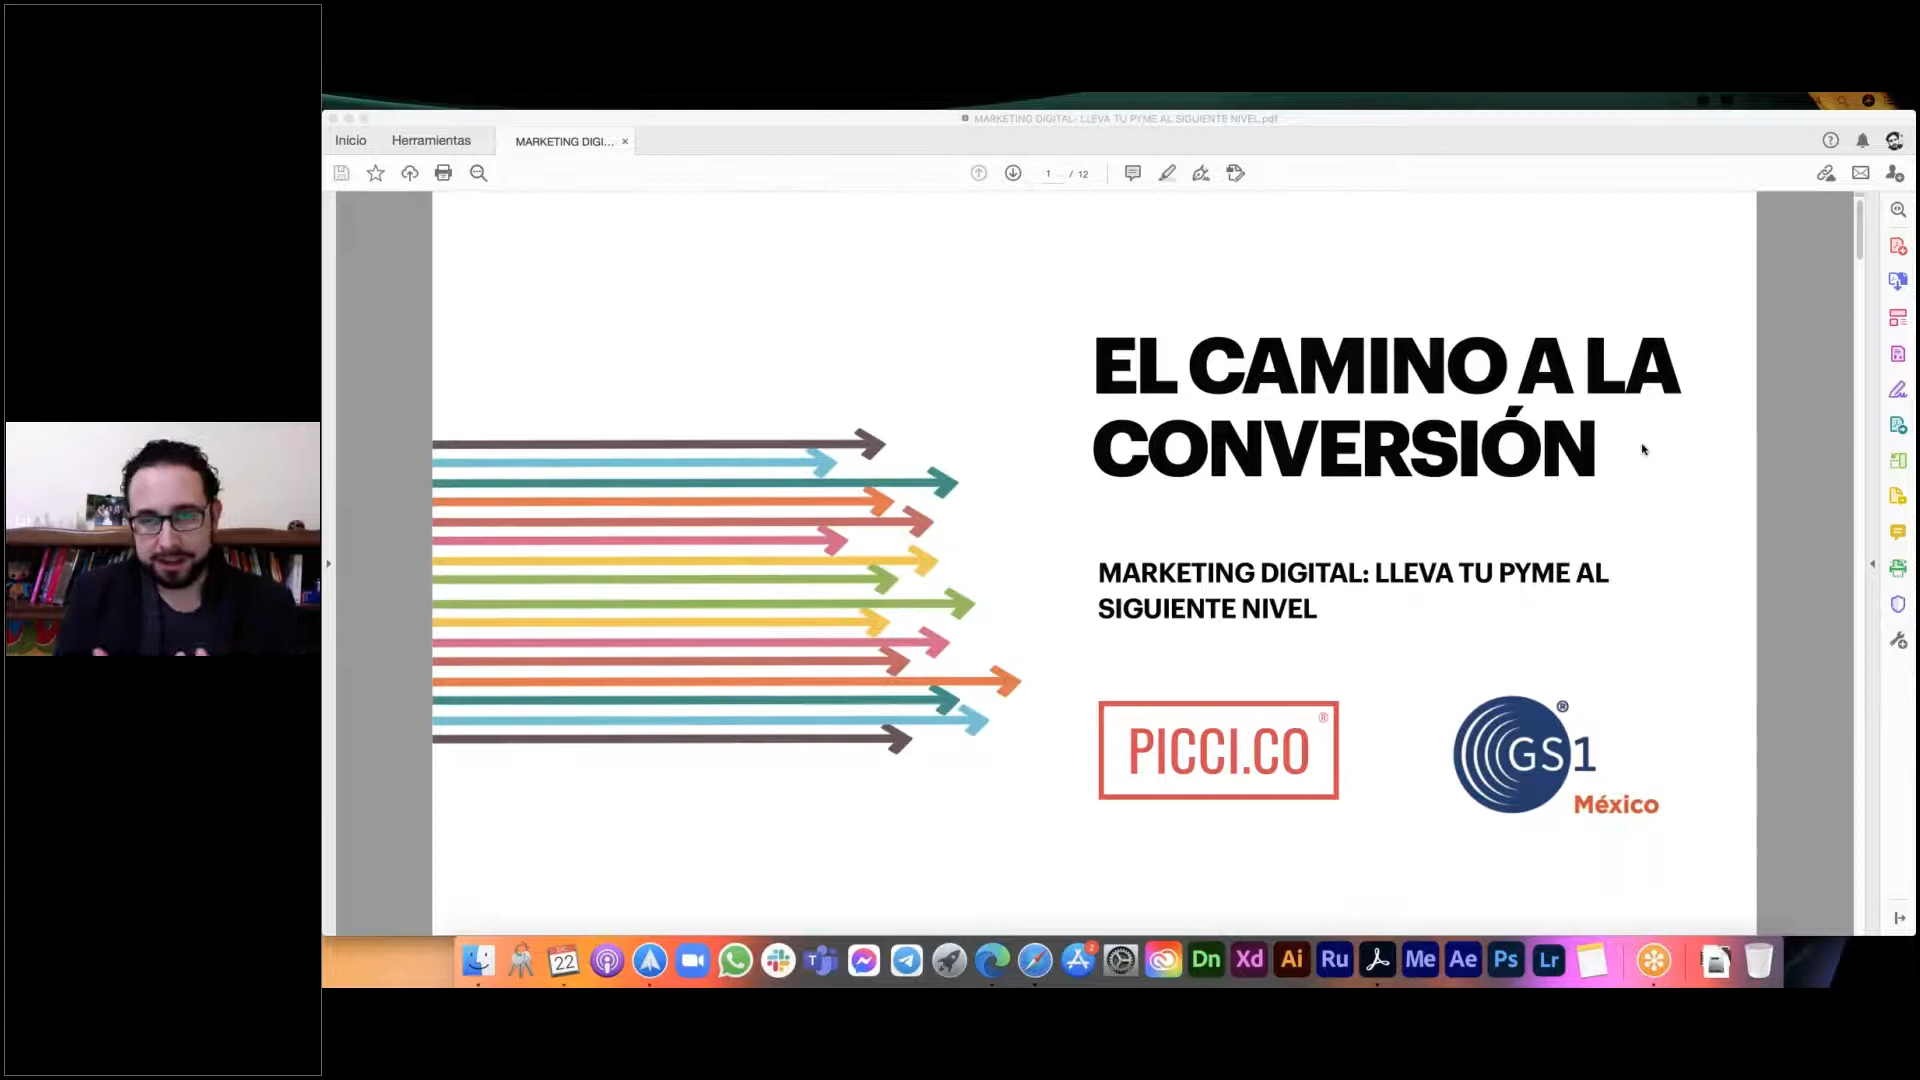 MARKETING DIGITAL: LLEVA TU PYME AL SIGUIENTE NIVEL.pdf
Inicio
Herramientas
MARKETING DIGI... ×
1 / 12
EL CAMINO A LA
CONVERSIÓN
MARKETING DIGITAL: LLEVA TU PYME AL
SIGUIENTE NIVEL
PICCI.CO®
GS1®
México
22
2
Dn
Xd
Ai
Ru
Me
Ae
Ps
Lr